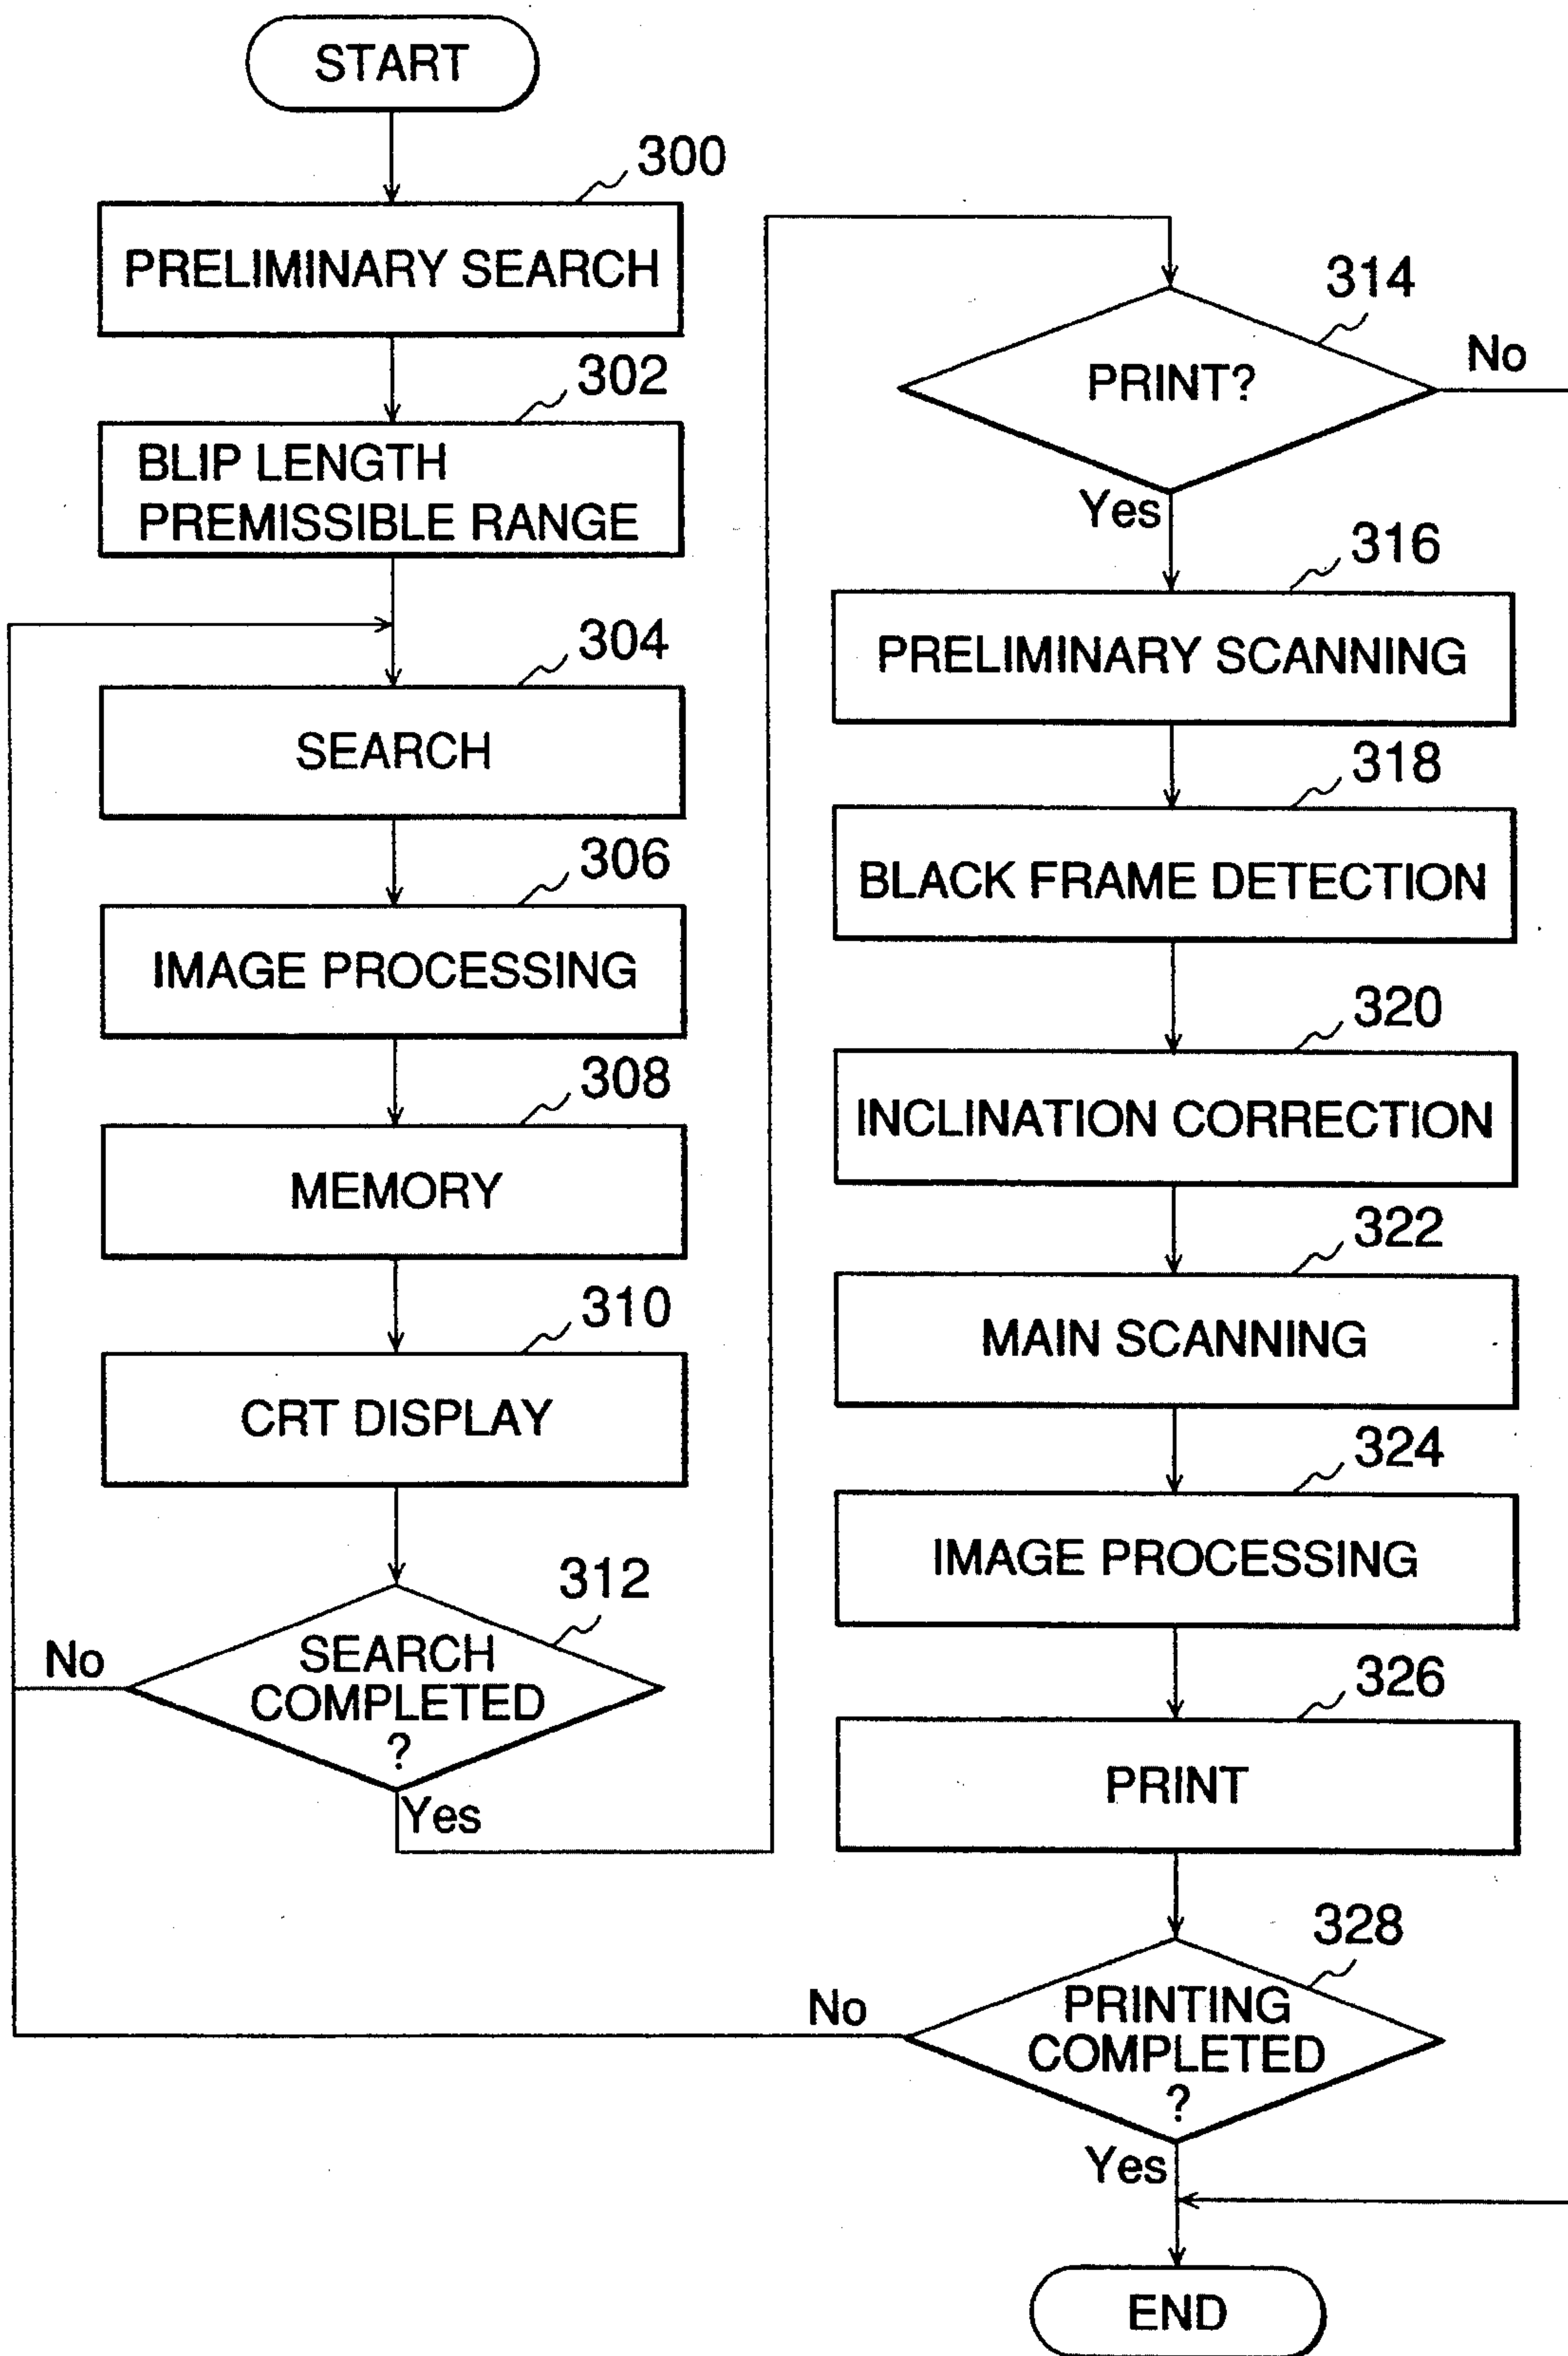 START
300
PRELIMINARY SEARCH
302
BLIP LENGTH
PREMISSIBLE RANGE
304
SEARCH
306
IMAGE PROCESSING
308
MEMORY
310
CRT DISPLAY
312
SEARCH
COMPLETED
?
No
Yes
314
PRINT?
No
Yes
316
PRELIMINARY SCANNING
318
BLACK FRAME DETECTION
320
INCLINATION CORRECTION
322
MAIN SCANNING
324
IMAGE PROCESSING
326
PRINT
328
PRINTING
COMPLETED
?
No
Yes
END